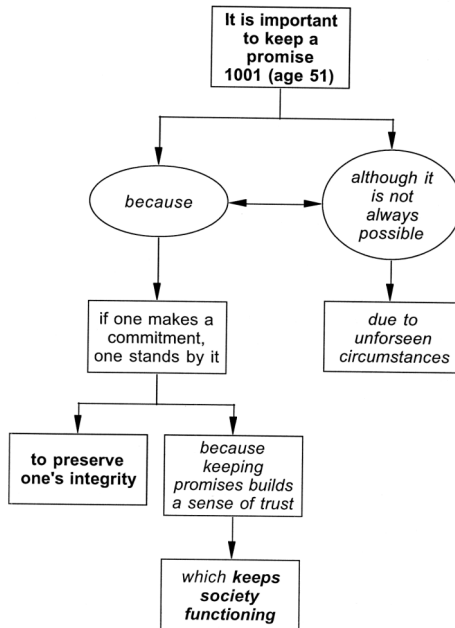 It is important
to keep a
promise
1001 (age 51)
because
although it
is not
always
possible
if one makes a
commitment,
one stands by it
due to
unforseen
circumstances
to preserve
one's integrity
because
keeping
promises builds
a sense of trust
which keeps
society
functioning